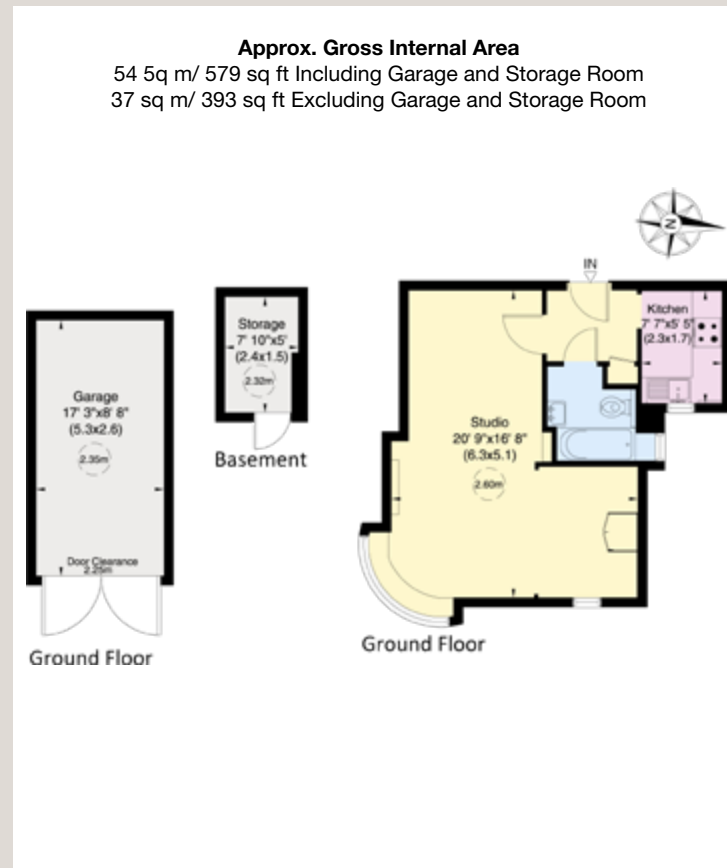 Approx. Gross Internal Area
54 5q m/ 579 sq ft Including Garage and Storage Room
37 sq m/ 393 sq ft Excluding Garage and Storage Room
N
IN
Kitchen
7' 7"x5' 5"
(2.3x1.7)
Storage
7' 10"x5'
(2.4x1.5)
2.32m
Basement
Garage
17' 3"x8' 8"
(5.3x2.6)
2.35m
Door Clearance
2.25m
Ground Floor
Studio
20' 9"x16' 8"
(6.3x5.1)
2.60m
Ground Floor